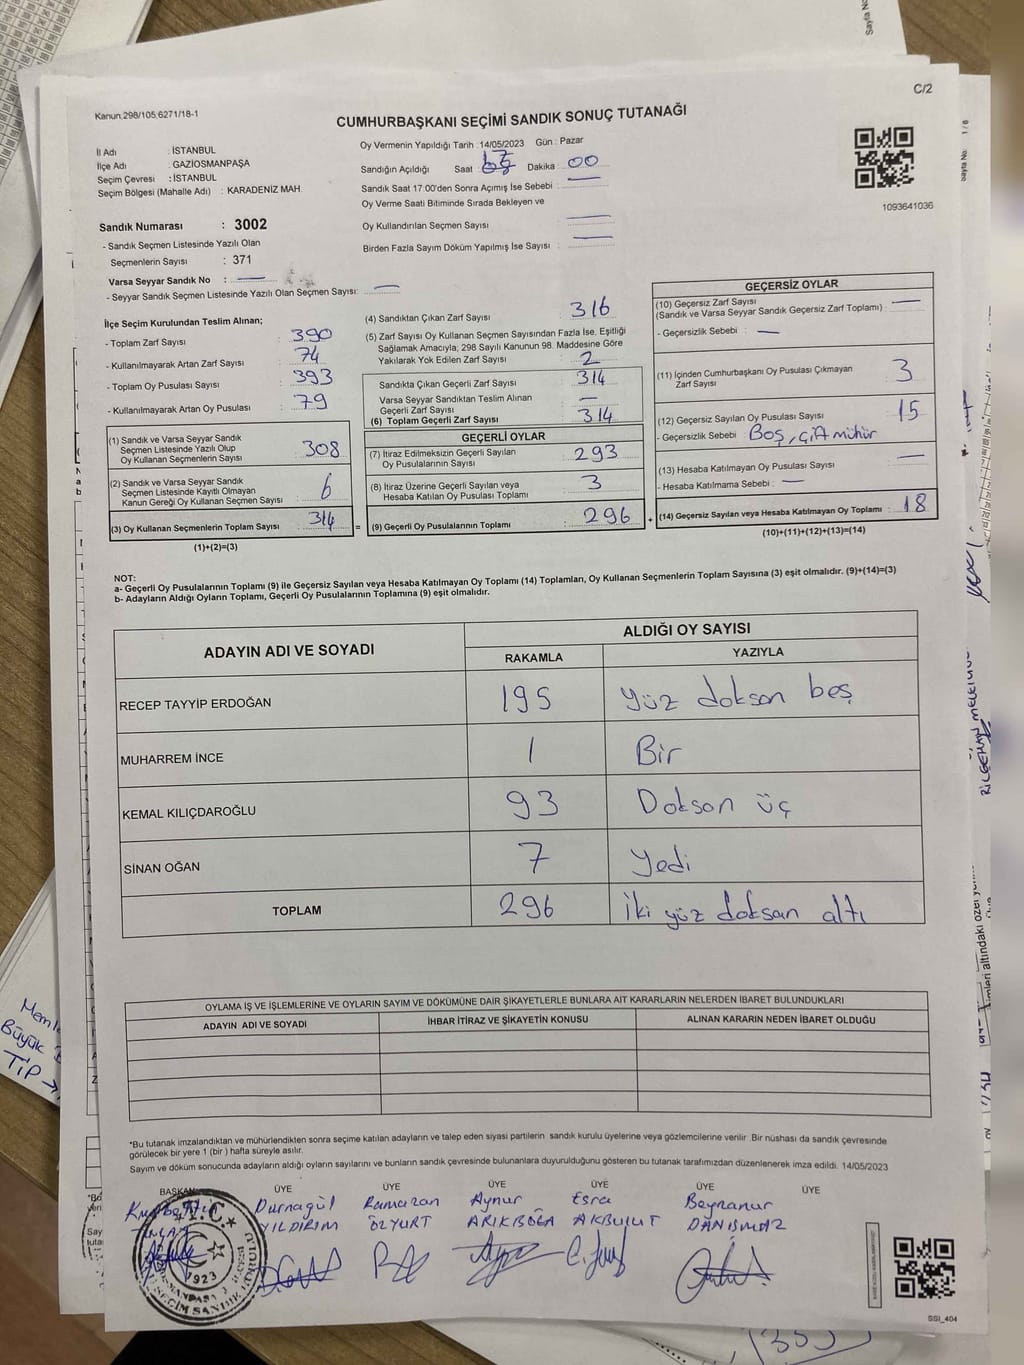 C/2
Kanun,298/105,6271/18-1
CUMHURBAŞKANI SEÇİMİ SANDIK SONUÇ TUTANAĞI
İl Adı : İSTANBUL
İlçe Adı : GAZİOSMANPAŞA
Seçim Çevresi : İSTANBUL
Seçim Bölgesi (Mahalle Adı) : KARADENİZ MAH.
Sandık Numarası : 3002
- Sandık Seçmen Listesinde Yazılı Olan
Seçmenlerin Sayısı : 371
Varsa Seyyar Sandık No :
- Seyyar Sandık Seçmen Listesinde Yazılı Olan Seçmen Sayısı:
Oy Vermenin Yapıldığı Tarih : 14/05/2023 Gün : Pazar
Sandığın Açıldığı Saat Dakika : 00
Sandık Saat 17:00'den Sonra Açımış İse Sebebi :
Oy Verme Saati Bitiminde Sırada Bekleyen ve
Oy Kullandırılan Seçmen Sayısı :
Birden Fazla Sayım Döküm Yapılmış İse Sayısı :
1093641036
İlçe Seçim Kurulundan Teslim Alınan;
- Toplam Zarf Sayısı : 390
- Kullanılmayarak Artan Zarf Sayısı : 74
- Toplam Oy Pusulası Sayısı : 393
- Kullanılmayarak Artan Oy Pusulası : 79
(1) Sandık ve Varsa Seyyar Sandık
Seçmen Listesinde Yazılı Olup
Oy Kullanan Seçmenlerin Sayısı : 308
(2) Sandık ve Varsa Seyyar Sandık
Seçmen Listesinde Kayıtlı Olmayan
Kanun Gereği Oy Kullanan Seçmen Sayısı : 6
(3) Oy Kullanan Seçmenlerin Toplam Sayısı : 314 =
(1)+(2)=(3)
(4) Sandıktan Çıkan Zarf Sayısı : 316
(5) Zarf Sayısı Oy Kullanan Seçmen Sayısından Fazla İse, Eşitliği
Sağlamak Amacıyla; 298 Sayılı Kanunun 98. Maddesine Göre
Yakılarak Yok Edilen Zarf Sayısı : 2
Sandıkta Çıkan Geçerli Zarf Sayısı : 314
Varsa Seyyar Sandıktan Teslim Alınan
Geçerli Zarf Sayısı : —
(6) Toplam Geçerli Zarf Sayısı : 314
GEÇERLİ OYLAR
(7) İtiraz Edilmeksizin Geçerli Sayılan
Oy Pusulalarının Sayısı : 293
(8) İtiraz Üzerine Geçerli Sayılan veya
Hesaba Katılan Oy Pusulası Toplamı : 3
(9) Geçerli Oy Pusulalarının Toplamı : 296 +
GEÇERSİZ OYLAR
(10) Geçersiz Zarf Sayısı
(Sandık ve Varsa Seyyar Sandık Geçersiz Zarf Toplamı) : —
- Geçersizlik Sebebi : —
(11) İçinden Cumhurbaşkanı Oy Pusulası Çıkmayan
Zarf Sayısı : 3
(12) Geçersiz Sayılan Oy Pusulası Sayısı : 15
- Geçersizlik Sebebi : Boş, çift mühür
(13) Hesaba Katılmayan Oy Pusulası Sayısı : —
- Hesaba Katılmama Sebebi : —
(14) Geçersiz Sayılan veya Hesaba Katılmayan Oy Toplamı : 18
(10)+(11)+(12)+(13)=(14)
NOT:
a- Geçerli Oy Pusulalarının Toplamı (9) ile Geçersiz Sayılan veya Hesaba Katılmayan Oy Toplamı (14) Toplamları, Oy Kullanan Seçmenlerin Toplam Sayısına (3) eşit olmalıdır. (9)+(14)=(3)
b- Adayların Aldığı Oyların Toplamı, Geçerli Oy Pusulalarının Toplamına (9) eşit olmalıdır.
ADAYIN ADI VE SOYADI
ALDIĞI OY SAYISI
RAKAMLA YAZIYLA
RECEP TAYYİP ERDOĞAN 195 yüz doksan beş
MUHARREM İNCE 1 Bir
KEMAL KILIÇDAROĞLU 93 Doksan üç
SİNAN OĞAN 7 Yedi
TOPLAM 296 iki yüz doksan altı
OYLAMA İŞ VE İŞLEMLERİNE VE OYLARIN SAYIM VE DÖKÜMÜNE DAİR ŞİKAYETLERLE BUNLARA AİT KARARLARIN NELERDEN İBARET BULUNDUKLARI
ADAYIN ADI VE SOYADI İHBAR İTİRAZ VE ŞİKAYETİN KONUSU ALINAN KARARIN NEDEN İBARET OLDUĞU
*Bu tutanak imzalandıktan ve mühürlendikten sonra seçime katılan adayların ve talep eden siyasi partilerin sandık kurulu üyelerine veya gözlemcilerine verilir Bir nüshası da sandık çevresinde
görülecek bir yere 1 (bir ) hafta süreyle asılır.
Sayım ve döküm sonucunda adayların aldığı oyların sayılarını ve bunların sandık çevresinde bulunanlara duyurulduğunu gösteren bu tutanak tarafımızdan düzenlenerek imza edildi. 14/05/2023
BAŞKAN ÜYE ÜYE ÜYE ÜYE ÜYE ÜYE
Durnagül Ramazan Aynur Esra Beyzanur
YILDIRIM ÖZYURT ARIKBOĞA AKBULUT DANIŞMAZ
T.C.
1923
SSI_404
Büyük
TİP →